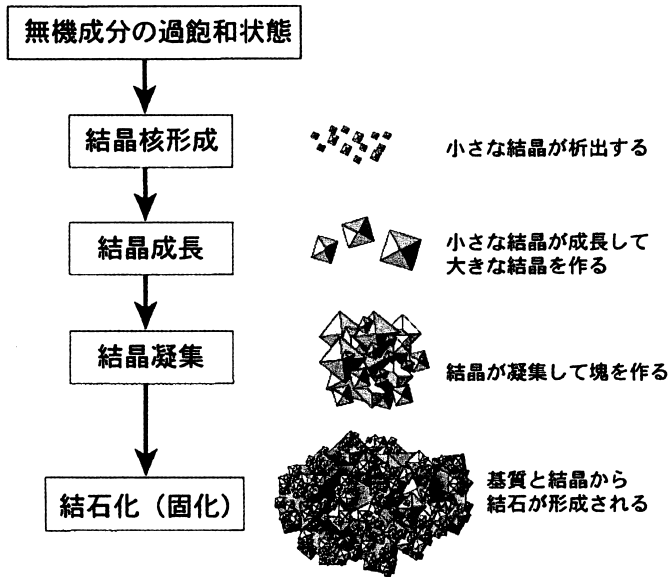 無機成分の過飽和状態
結晶核形成
小さな結晶が析出する
結晶成長
小さな結晶が成長して
大きな結晶を作る
結晶凝集
結晶が凝集して塊を作る
結石化（固化）
基質と結晶から
結石が形成される